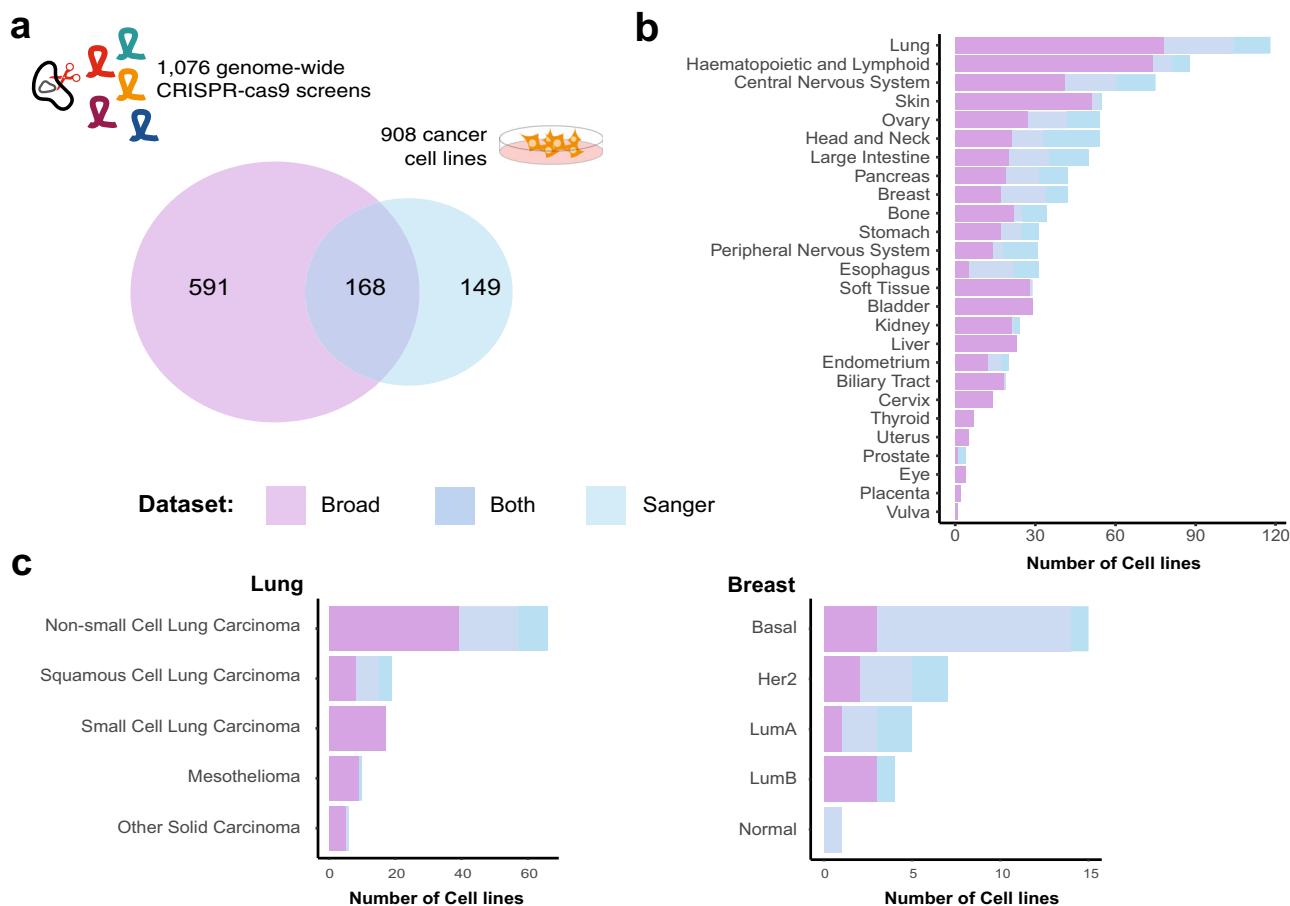 a
1,076 genome-wide
CRISPR-cas9 screens
908 cancer
cell lines
591
168
149
Dataset:
Broad
Both
Sanger
b
Lung
Haematopoietic and Lymphoid
Central Nervous System
Skin
Ovary
Head and Neck
Large Intestine
Pancreas
Breast
Bone
Stomach
Peripheral Nervous System
Esophagus
Soft Tissue
Bladder
Kidney
Liver
Endometrium
Biliary Tract
Cervix
Thyroid
Uterus
Prostate
Eye
Placenta
Vulva
0 30 60 90 120
Number of Cell lines
c
Lung
Non-small Cell Lung Carcinoma
Squamous Cell Lung Carcinoma
Small Cell Lung Carcinoma
Mesothelioma
Other Solid Carcinoma
0 20 40 60
Number of Cell lines
Breast
Basal
Her2
LumA
LumB
Normal
0 5 10 15
Number of Cell lines